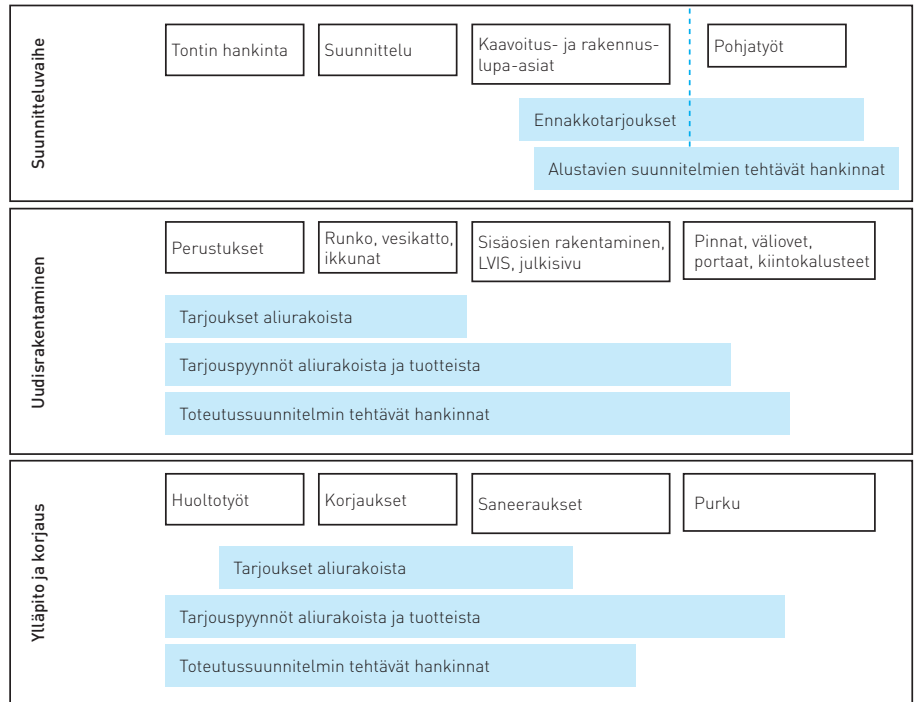 Suunnitteluvaihe
Tontin hankinta
Suunnittelu
Kaavoitus- ja rakennus-
lupa-asiat
Pohjatyöt
Ennakkotarjoukset
Alustavien suunnitelmien tehtävät hankinnat
Uudisrakentaminen
Perustukset
Runko, vesikatto,
ikkunat
Sisäosien rakentaminen,
LVIS, julkisivu
Pinnat, väliovet,
portaat, kiintokalusteet
Tarjoukset aliurakoista
Tarjouspyynnöt aliurakoista ja tuotteista
Toteutussuunnitelmin tehtävät hankinnat
Ylläpito ja korjaus
Huoltotyöt
Korjaukset
Saneeraukset
Purku
Tarjoukset aliurakoista
Tarjouspyynnöt aliurakoista ja tuotteista
Toteutussuunnitelmin tehtävät hankinnat